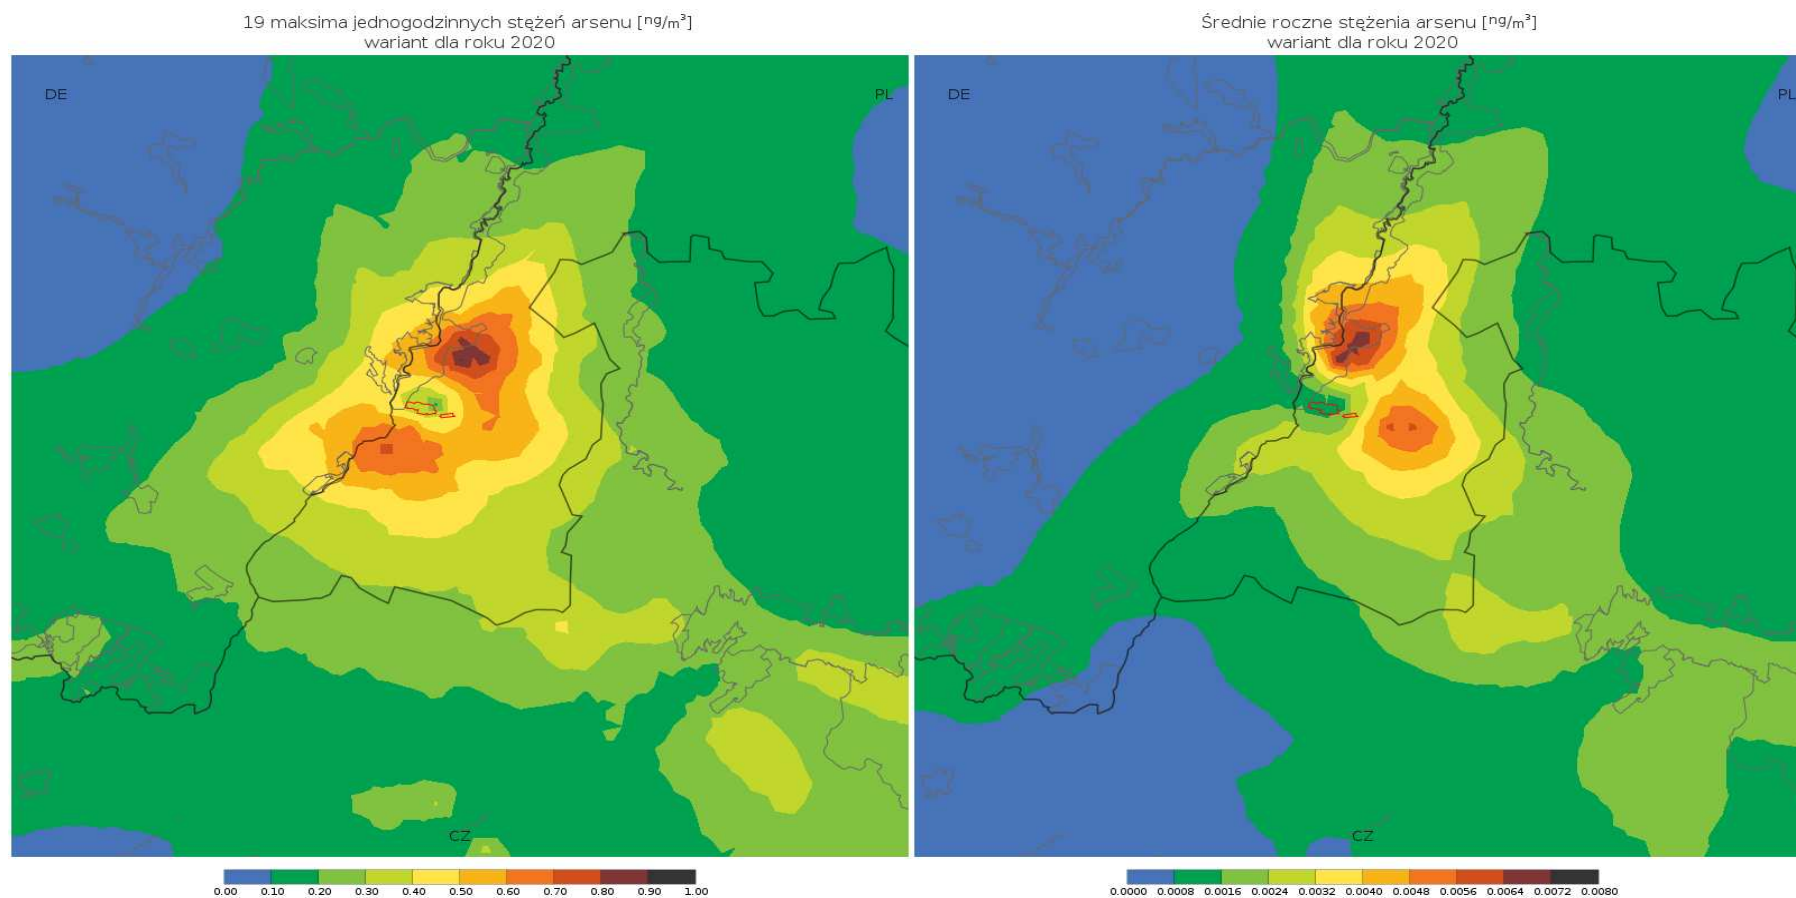 19 maksima jednogodzinnych stężeń arsenu [ng/m³]
wariant dla roku 2020
DE
PL
CZ
0.00 0.10 0.20 0.30 0.40 0.50 0.60 0.70 0.80 0.90 1.00
Średnie roczne stężenia arsenu [ng/m³]
wariant dla roku 2020
DE
PL
CZ
0.0000 0.0008 0.0016 0.0024 0.0032 0.0040 0.0048 0.0056 0.0064 0.0072 0.0080